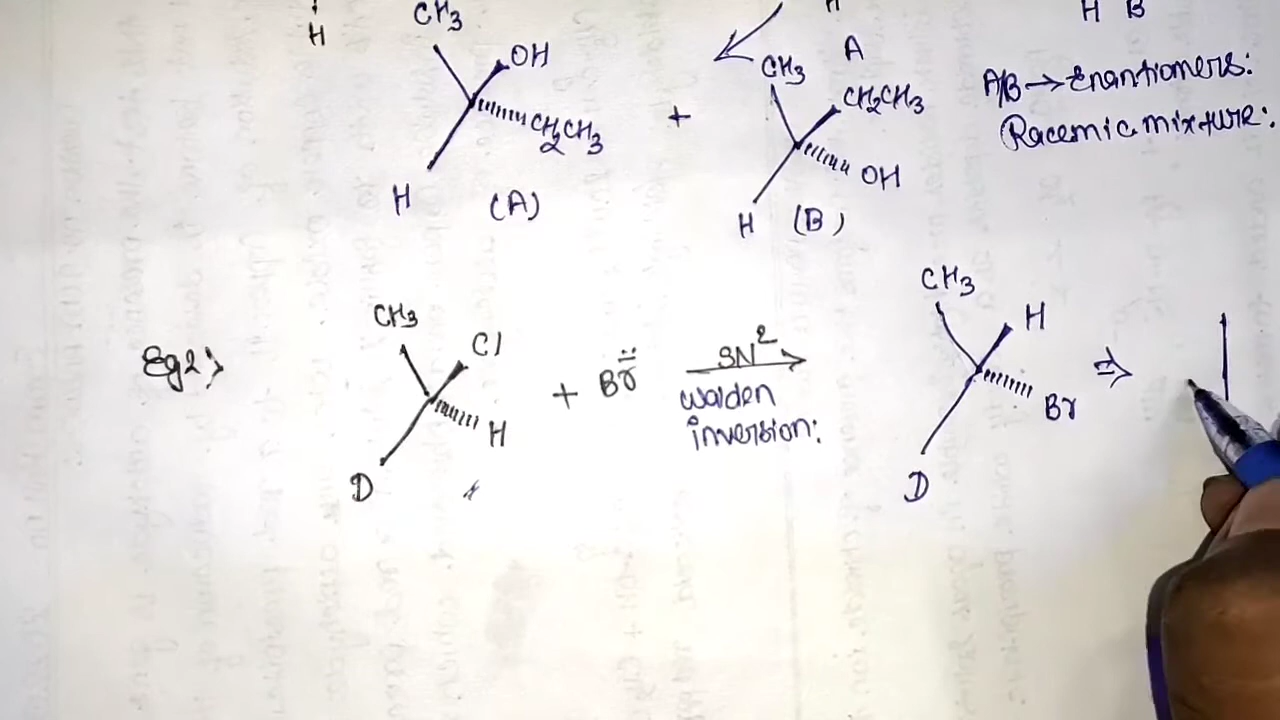 H
CH₃
OH
CH₂CH₃
H
(A)
+
CH₃
CH₂CH₃
OH
H
(B)
A
H B
A/B → Enantiomers:
Racemic mixture:
Eg2⟩
CH₃
Cl
H
D
+ Br̈
SN²
walden
inversion:
CH₃
H
Br
D
⇒